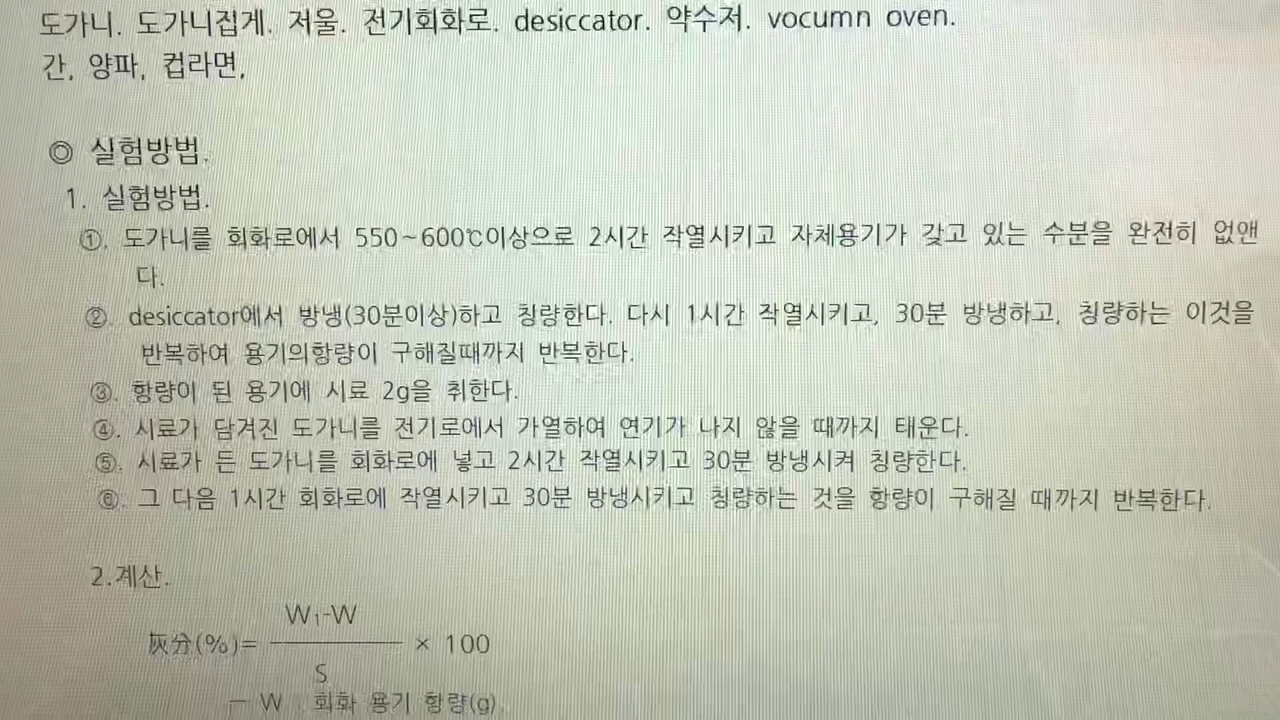 도가니. 도가니집게. 저울. 전기회화로. desiccator. 약수저. vocumn oven.
간, 양파, 컵라면,
◎ 실험방법.
1. 실험방법.
①. 도가니를 회화로에서 550~600℃이상으로 2시간 작열시키고 자체용기가 갖고 있는 수분을 완전히 없앤
다.
②. desiccator에서 방냉(30분이상)하고 칭량한다. 다시 1시간 작열시키고, 30분 방냉하고, 칭량하는 이것을
반복하여 용기의항량이 구해질때까지 반복한다.
③. 항량이 된 용기에 시료 2g을 취한다.
④. 시료가 담겨진 도가니를 전기로에서 가열하여 연기가 나지 않을 때까지 태운다.
⑤. 시료가 든 도가니를 회화로에 넣고 2시간 작열시키고 30분 방냉시켜 칭량한다.
⑥. 그 다음 1시간 회화로에 작열시키고 30분 방냉시키고 칭량하는 것을 항량이 구해질 때까지 반복한다.
2.계산.
W₁-W
灰分(%)= × 100
S
- W : 회화 용기 항량(g).